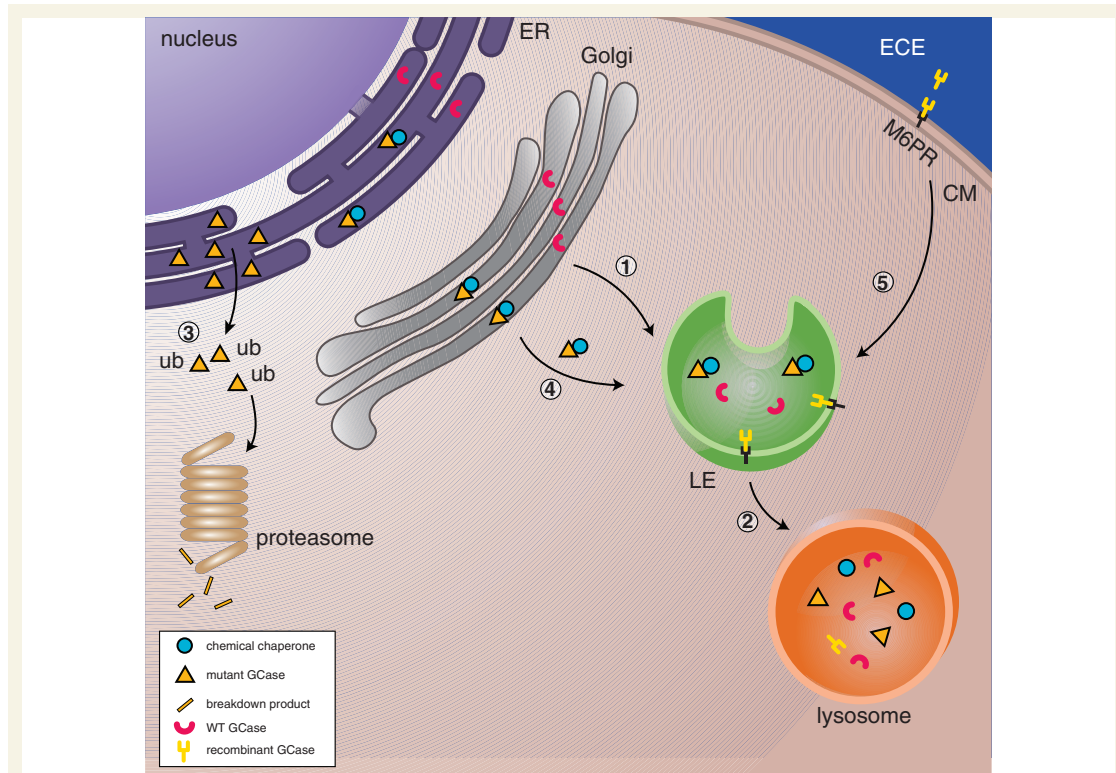 nucleus
ER
Golgi
ECE
M6PR
CM
1
5
3
ub
ub
ub
4
LE
2
proteasome
lysosome
chemical chaperone
mutant GCase
breakdown product
WT GCase
recombinant GCase